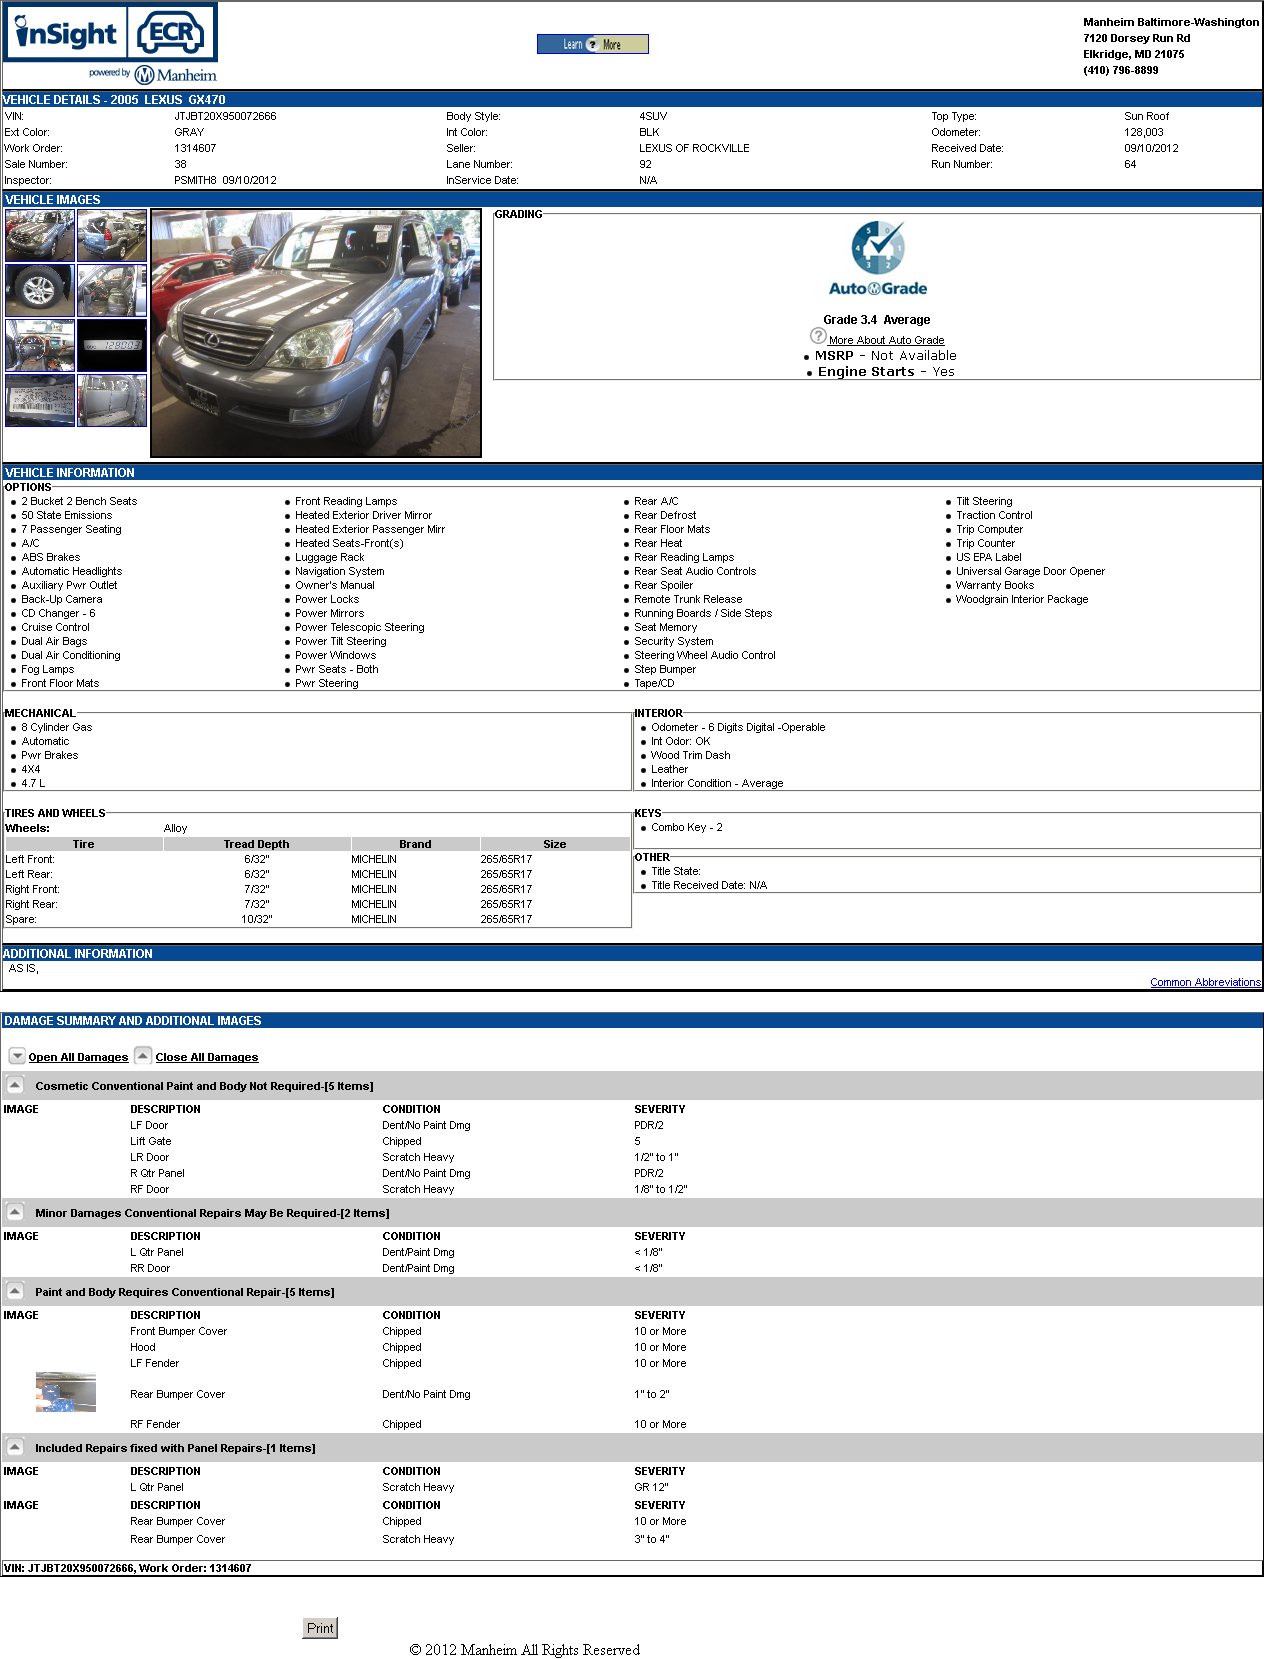 inSight ECR
powered by Manheim
Learn ? More
Manheim Baltimore-Washington
7120 Dorsey Run Rd
Elkridge, MD 21075
(410) 796-8899
VEHICLE DETAILS - 2005 LEXUS GX470
VIN: JTJBT20X950072666 Body Style: 4SUV Top Type: Sun Roof
Ext Color: GRAY Int Color: BLK Odometer: 128,003
Work Order: 1314607 Seller: LEXUS OF ROCKVILLE Received Date: 09/10/2012
Sale Number: 38 Lane Number: 92 Run Number: 64
Inspector: PSMITH8 09/10/2012 InService Date: N/A
VEHICLE IMAGES
128003
GRADING
5 0 4 1 3 2
AutoGrade
Grade 3.4 Average
? More About Auto Grade
• MSRP - Not Available
• Engine Starts - Yes
VEHICLE INFORMATION
OPTIONS
• 2 Bucket 2 Bench Seats • Front Reading Lamps • Rear A/C • Tilt Steering
• 50 State Emissions • Heated Exterior Driver Mirror • Rear Defrost • Traction Control
• 7 Passenger Seating • Heated Exterior Passenger Mirr • Rear Floor Mats • Trip Computer
• A/C • Heated Seats-Front(s) • Rear Heat • Trip Counter
• ABS Brakes • Luggage Rack • Rear Reading Lamps • US EPA Label
• Automatic Headlights • Navigation System • Rear Seat Audio Controls • Universal Garage Door Opener
• Auxiliary Pwr Outlet • Owner's Manual • Rear Spoiler • Warranty Books
• Back-Up Camera • Power Locks • Remote Trunk Release • Woodgrain Interior Package
• CD Changer - 6 • Power Mirrors • Running Boards / Side Steps
• Cruise Control • Power Telescopic Steering • Seat Memory
• Dual Air Bags • Power Tilt Steering • Security System
• Dual Air Conditioning • Power Windows • Steering Wheel Audio Control
• Fog Lamps • Pwr Seats - Both • Step Bumper
• Front Floor Mats • Pwr Steering • Tape/CD
MECHANICAL
• 8 Cylinder Gas
• Automatic
• Pwr Brakes
• 4X4
• 4.7 L
INTERIOR
• Odometer - 6 Digits Digital -Operable
• Int Odor: OK
• Wood Trim Dash
• Leather
• Interior Condition - Average
TIRES AND WHEELS
Wheels: Alloy
Tire Tread Depth Brand Size
Left Front: 6/32" MICHELIN 265/65R17
Left Rear: 6/32" MICHELIN 265/65R17
Right Front: 7/32" MICHELIN 265/65R17
Right Rear: 7/32" MICHELIN 265/65R17
Spare: 10/32" MICHELIN 265/65R17
KEYS
• Combo Key - 2
OTHER
• Title State:
• Title Received Date: N/A
ADDITIONAL INFORMATION
AS IS,
Common Abbreviations
DAMAGE SUMMARY AND ADDITIONAL IMAGES
Open All Damages Close All Damages
Cosmetic Conventional Paint and Body Not Required-[5 Items]
IMAGE DESCRIPTION CONDITION SEVERITY
LF Door Dent/No Paint Dmg PDR/2
Lift Gate Chipped 5
LR Door Scratch Heavy 1/2" to 1"
R Qtr Panel Dent/No Paint Dmg PDR/2
RF Door Scratch Heavy 1/8" to 1/2"
Minor Damages Conventional Repairs May Be Required-[2 Items]
IMAGE DESCRIPTION CONDITION SEVERITY
L Qtr Panel Dent/Paint Dmg < 1/8"
RR Door Dent/Paint Dmg < 1/8"
Paint and Body Requires Conventional Repair-[5 Items]
IMAGE DESCRIPTION CONDITION SEVERITY
Front Bumper Cover Chipped 10 or More
Hood Chipped 10 or More
LF Fender Chipped 10 or More
Rear Bumper Cover Dent/No Paint Dmg 1" to 2"
RF Fender Chipped 10 or More
Included Repairs fixed with Panel Repairs-[1 Items]
IMAGE DESCRIPTION CONDITION SEVERITY
L Qtr Panel Scratch Heavy GR 12"
IMAGE DESCRIPTION CONDITION SEVERITY
Rear Bumper Cover Chipped 10 or More
Rear Bumper Cover Scratch Heavy 3" to 4"
VIN: JTJBT20X950072666, Work Order: 1314607
Print
© 2012 Manheim All Rights Reserved